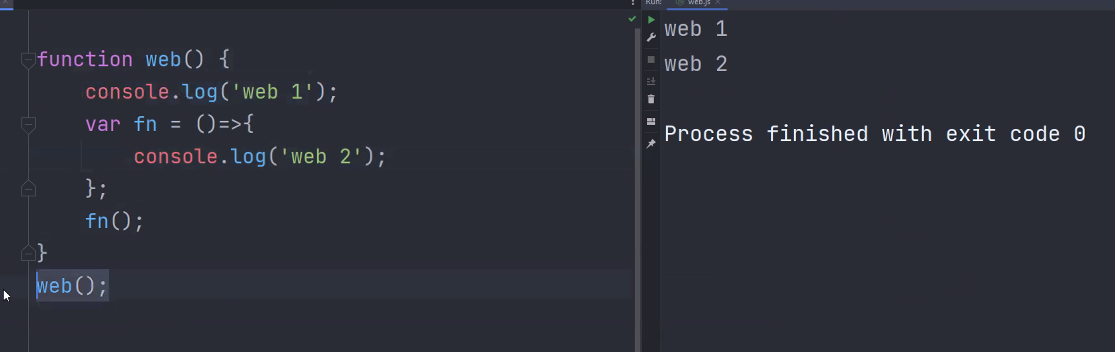 Run:
web.js
function web() {
console.log('web 1');
var fn = ()=>{
console.log('web 2');
};
fn();
}
web();
web 1
web 2
Process finished with exit code 0